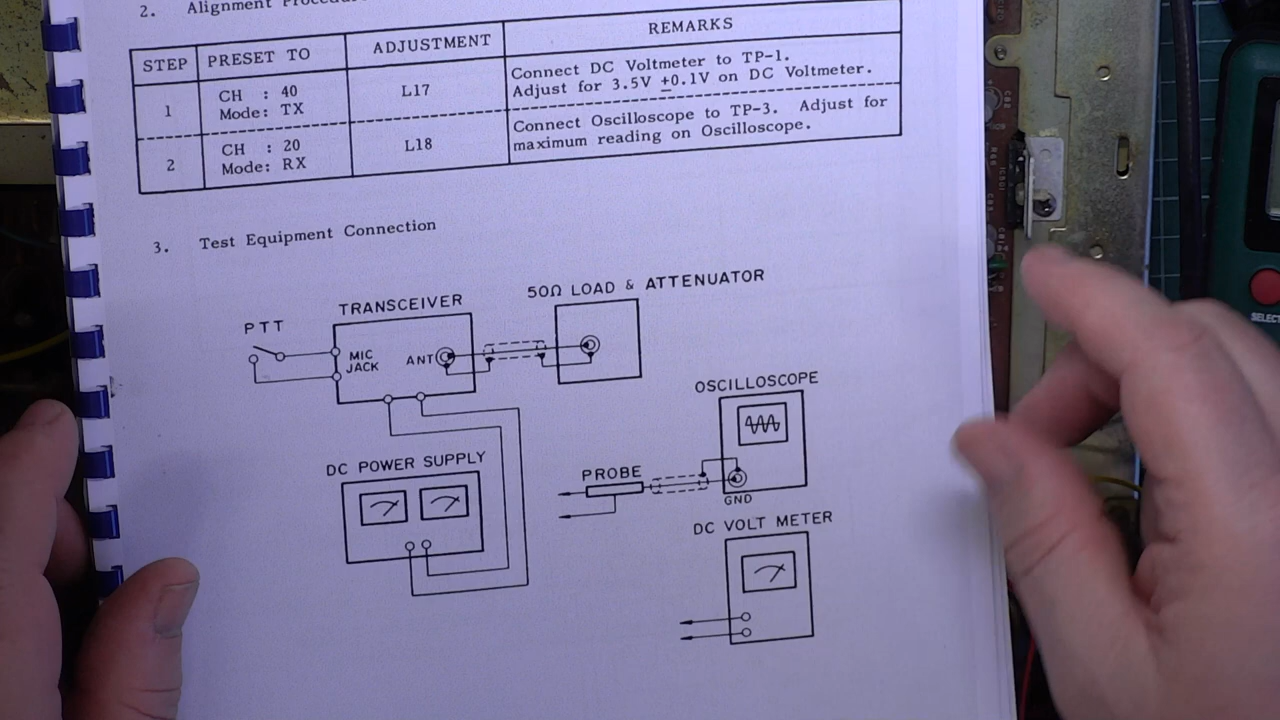 2. Alignment Procedure
STEP PRESET TO ADJUSTMENT REMARKS
1 CH : 40 L17 Connect DC Voltmeter to TP-1.
Mode: TX Adjust for 3.5V ±0.1V on DC Voltmeter.
2 CH : 20 L18 Connect Oscilloscope to TP-3. Adjust for
Mode: RX maximum reading on Oscilloscope.
3. Test Equipment Connection
TRANSCEIVER
50Ω LOAD & ATTENUATOR
PTT
MIC
JACK
ANT
OSCILLOSCOPE
DC POWER SUPPLY
PROBE
GND
DC VOLT METER
SELECT